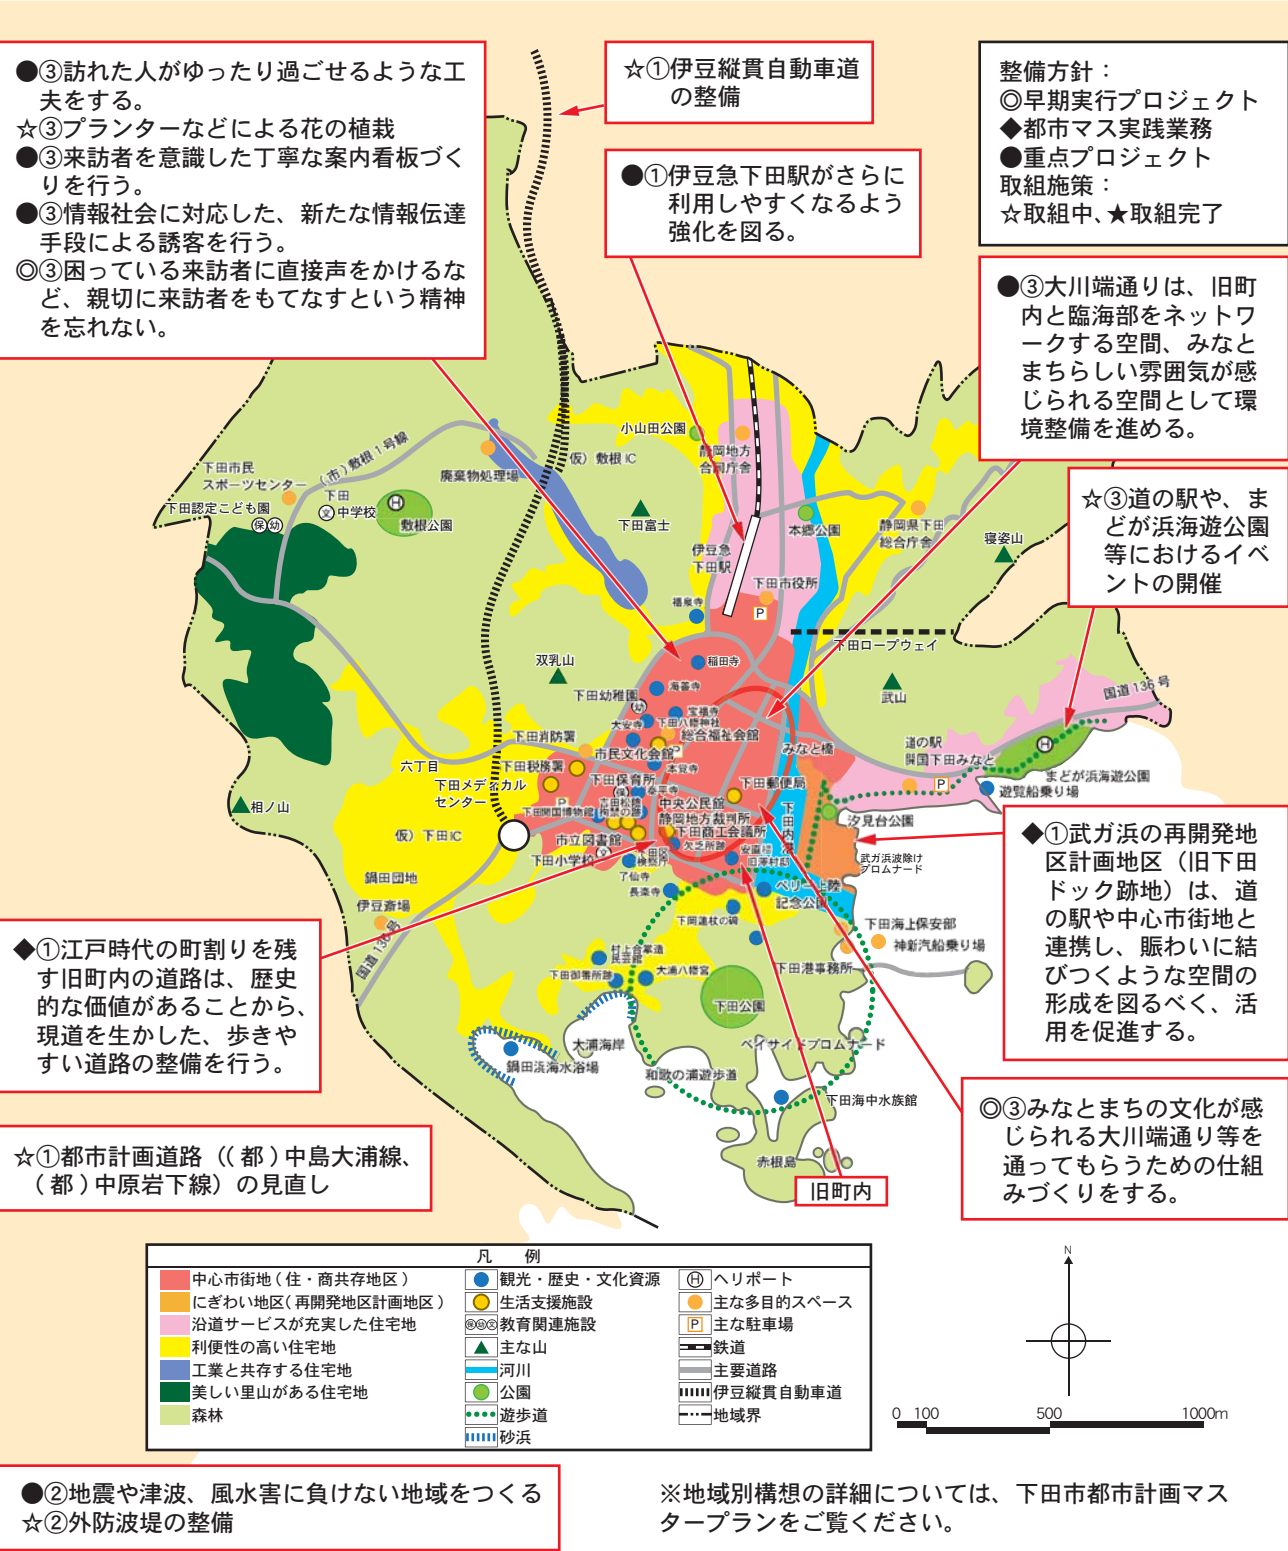 ●③訪れた人がゆったり過ごせるような工
夫をする。
☆③プランターなどによる花の植栽
●③来訪者を意識した丁寧な案内看板づく
りを行う。
●③情報社会に対応した、新たな情報伝達
手段による誘客を行う。
◎③困っている来訪者に直接声をかけるな
ど、親切に来訪者をもてなすという精神
を忘れない。
☆①伊豆縦貫自動車道
の整備
●①伊豆急下田駅がさらに
利用しやすくなるよう
強化を図る。
整備方針：
◎早期実行プロジェクト
◆都市マス実践業務
●重点プロジェクト
取組施策：
☆取組中、★取組完了
●③大川端通りは、旧町
内と臨海部をネットワ
ークする空間、みなと
まちらしい雰囲気が感
じられる空間として環
境整備を進める。
☆③道の駅や、ま
どが浜海遊公園
等におけるイベ
ントの開催
◆①武ガ浜の再開発地
区計画地区（旧下田
ドック跡地）は、道
の駅や中心市街地と
連携し、賑わいに結
びつくような空間の
形成を図るべく、活
用を促進する。
◎③みなとまちの文化が感
じられる大川端通り等を
通ってもらうための仕組
みづくりをする。
◆①江戸時代の町割りを残
す旧町内の道路は、歴史
的な価値があることから、
現道を生かした、歩きや
すい道路の整備を行う。
☆①都市計画道路（(都)中島大浦線、
(都)中原岩下線）の見直し
旧町内
小山田公園
静岡地方
合同庁舎
仮）敷根IC
(市)敷根1号線
下田市民
スポーツセンター
廃棄物処理場
下田認定こども園
保 幼
下田
文 中学校
H
敷根公園
下田富士
本郷公園
静岡県下田
総合庁舎
寝姿山
伊豆急
下田駅
下田市役所
P
福泉寺
下田ロープウェイ
稲田寺
双乳山
海善寺
武山
国道136号
下田幼稚園
幼
宝福寺
大安寺
下田八幡神社
総合福祉会館
下田消防署
市民文化会館
P
みなと橋
道の駅
開国下田みなと
H
六丁目
下田税務署
本覚寺
まどが浜海遊公園
下田メディカル
センター
下田保育所
保
泰平寺
下田郵便局
P
遊覧船乗り場
相ノ山
P
吉田松陰
拘禁の跡
中央公民館
下田開国博物館
静岡地方裁判所
下田内港
汐見台公園
仮）下田IC
市立図書館
下田商工会議所
下田小学校
文
下田区
検察庁
欠乏所跡
安直楼
旧澤村邸
武ガ浜波除け
プロムナード
鍋田団地
了仙寺
長楽寺
ペリー上陸
記念公園
伊豆斎場
下岡蓮杖の碑
下田海上保安部
国道136号
神新汽船乗り場
下田御番所跡
大浦八幡宮
下田港事務所
下田公園
大浦海岸
ベイサイドプロムナード
鍋田浜海水浴場
和歌の浦遊歩道
下田海中水族館
赤根島
凡　例
中心市街地(住・商共存地区)
にぎわい地区(再開発地区計画地区)
沿道サービスが充実した住宅地
利便性の高い住宅地
工業と共存する住宅地
美しい里山がある住宅地
森林
観光・歴史・文化資源
生活支援施設
保幼文 教育関連施設
主な山
河川
公園
遊歩道
砂浜
H ヘリポート
主な多目的スペース
P 主な駐車場
鉄道
主要道路
伊豆縦貫自動車道
地域界
N
0 100 500 1000m
●②地震や津波、風水害に負けない地域をつくる
☆②外防波堤の整備
※地域別構想の詳細については、下田市都市計画マス
タープランをご覧ください。